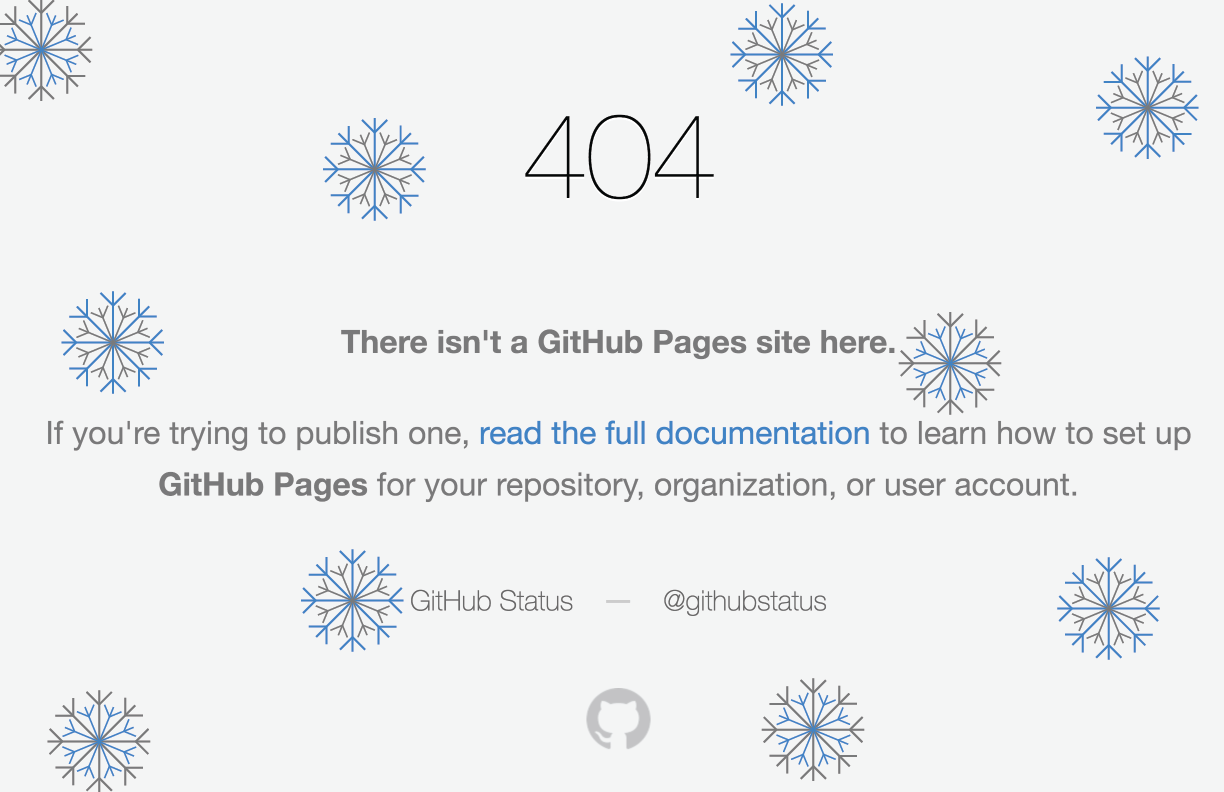 404
There isn't a GitHub Pages site here.
If you're trying to publish one, read the full documentation to learn how to set up
GitHub Pages for your repository, organization, or user account.
GitHub Status — @githubstatus